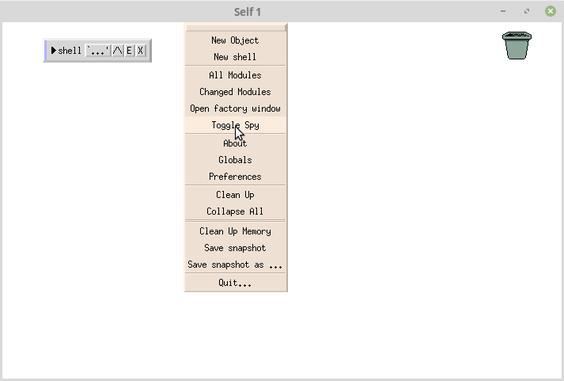 Self 1
shell '...' /\ E X
New Object
New shell
All Modules
Changed Modules
Open factory window
Toggle Spy
About
Globals
Preferences
Clean Up
Collapse All
Clean Up Memory
Save snapshot
Save snapshot as ...
Quit...